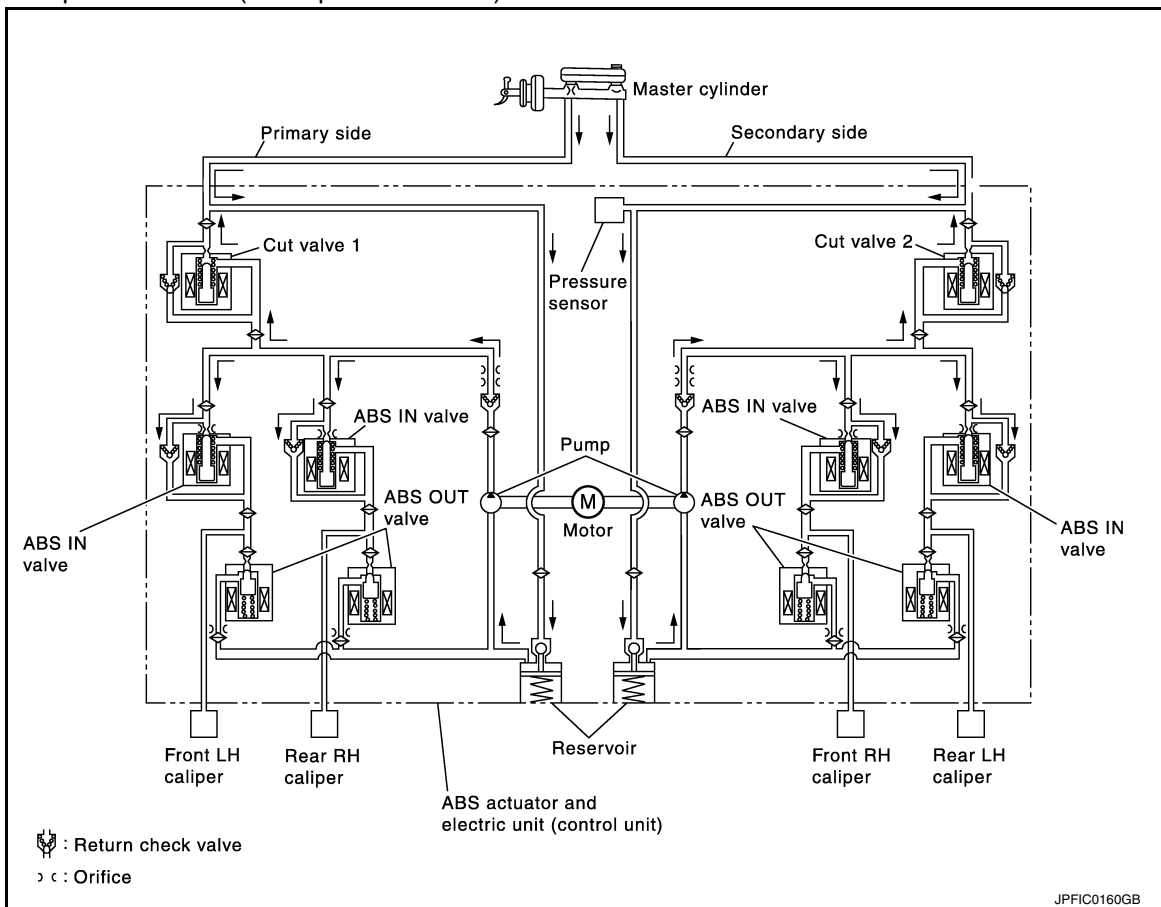 Master cylinder
Primary side
Secondary side
Cut valve 1
Cut valve 2
Pressure
sensor
ABS IN valve
ABS IN valve
Pump
ABS OUT
valve
ABS OUT
valve
M
Motor
ABS IN
valve
ABS IN
valve
Reservoir
Front LH
caliper
Rear RH
caliper
Front RH
caliper
Rear LH
caliper
ABS actuator and
electric unit (control unit)
: Return check valve
: Orifice
JPFIC0160GB